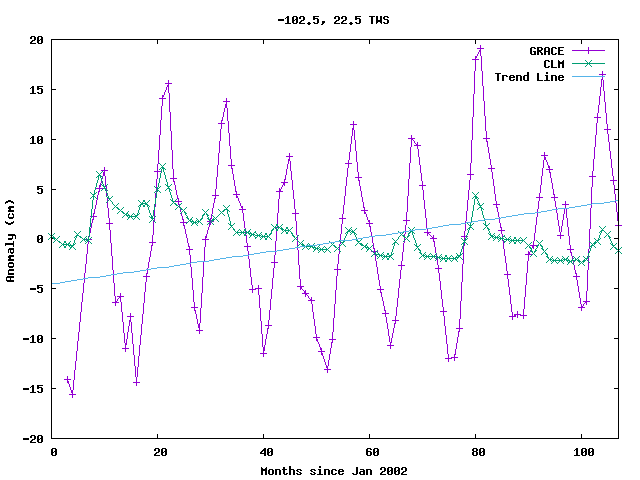 -102.5, 22.5 TWS
GRACE
CLM
Trend Line
20
15
10
5
0
-5
-10
-15
-20
Anomaly (cm)
0 20 40 60 80 100
Months since Jan 2002